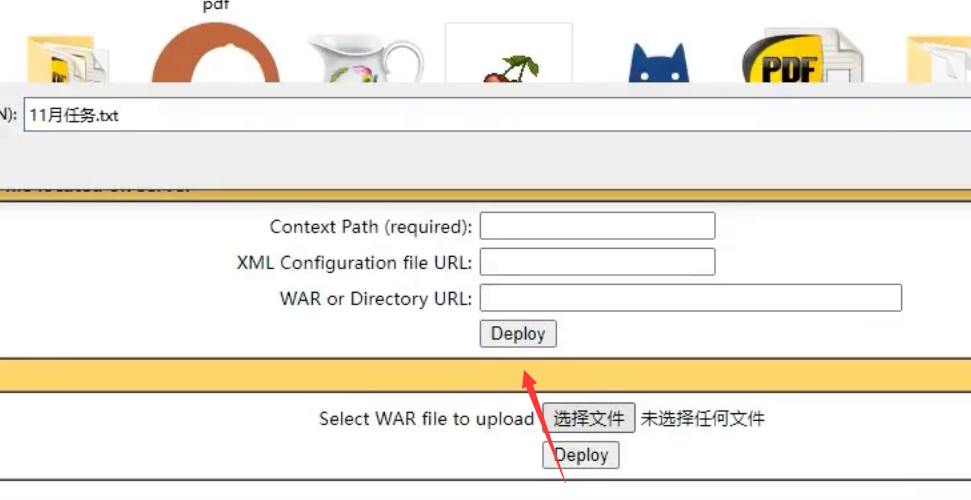 pdf
PDF
N): 11月任务.txt
Context Path (required):
XML Configuration file URL:
WAR or Directory URL:
Deploy
Select WAR file to upload 选择文件 未选择任何文件
Deploy